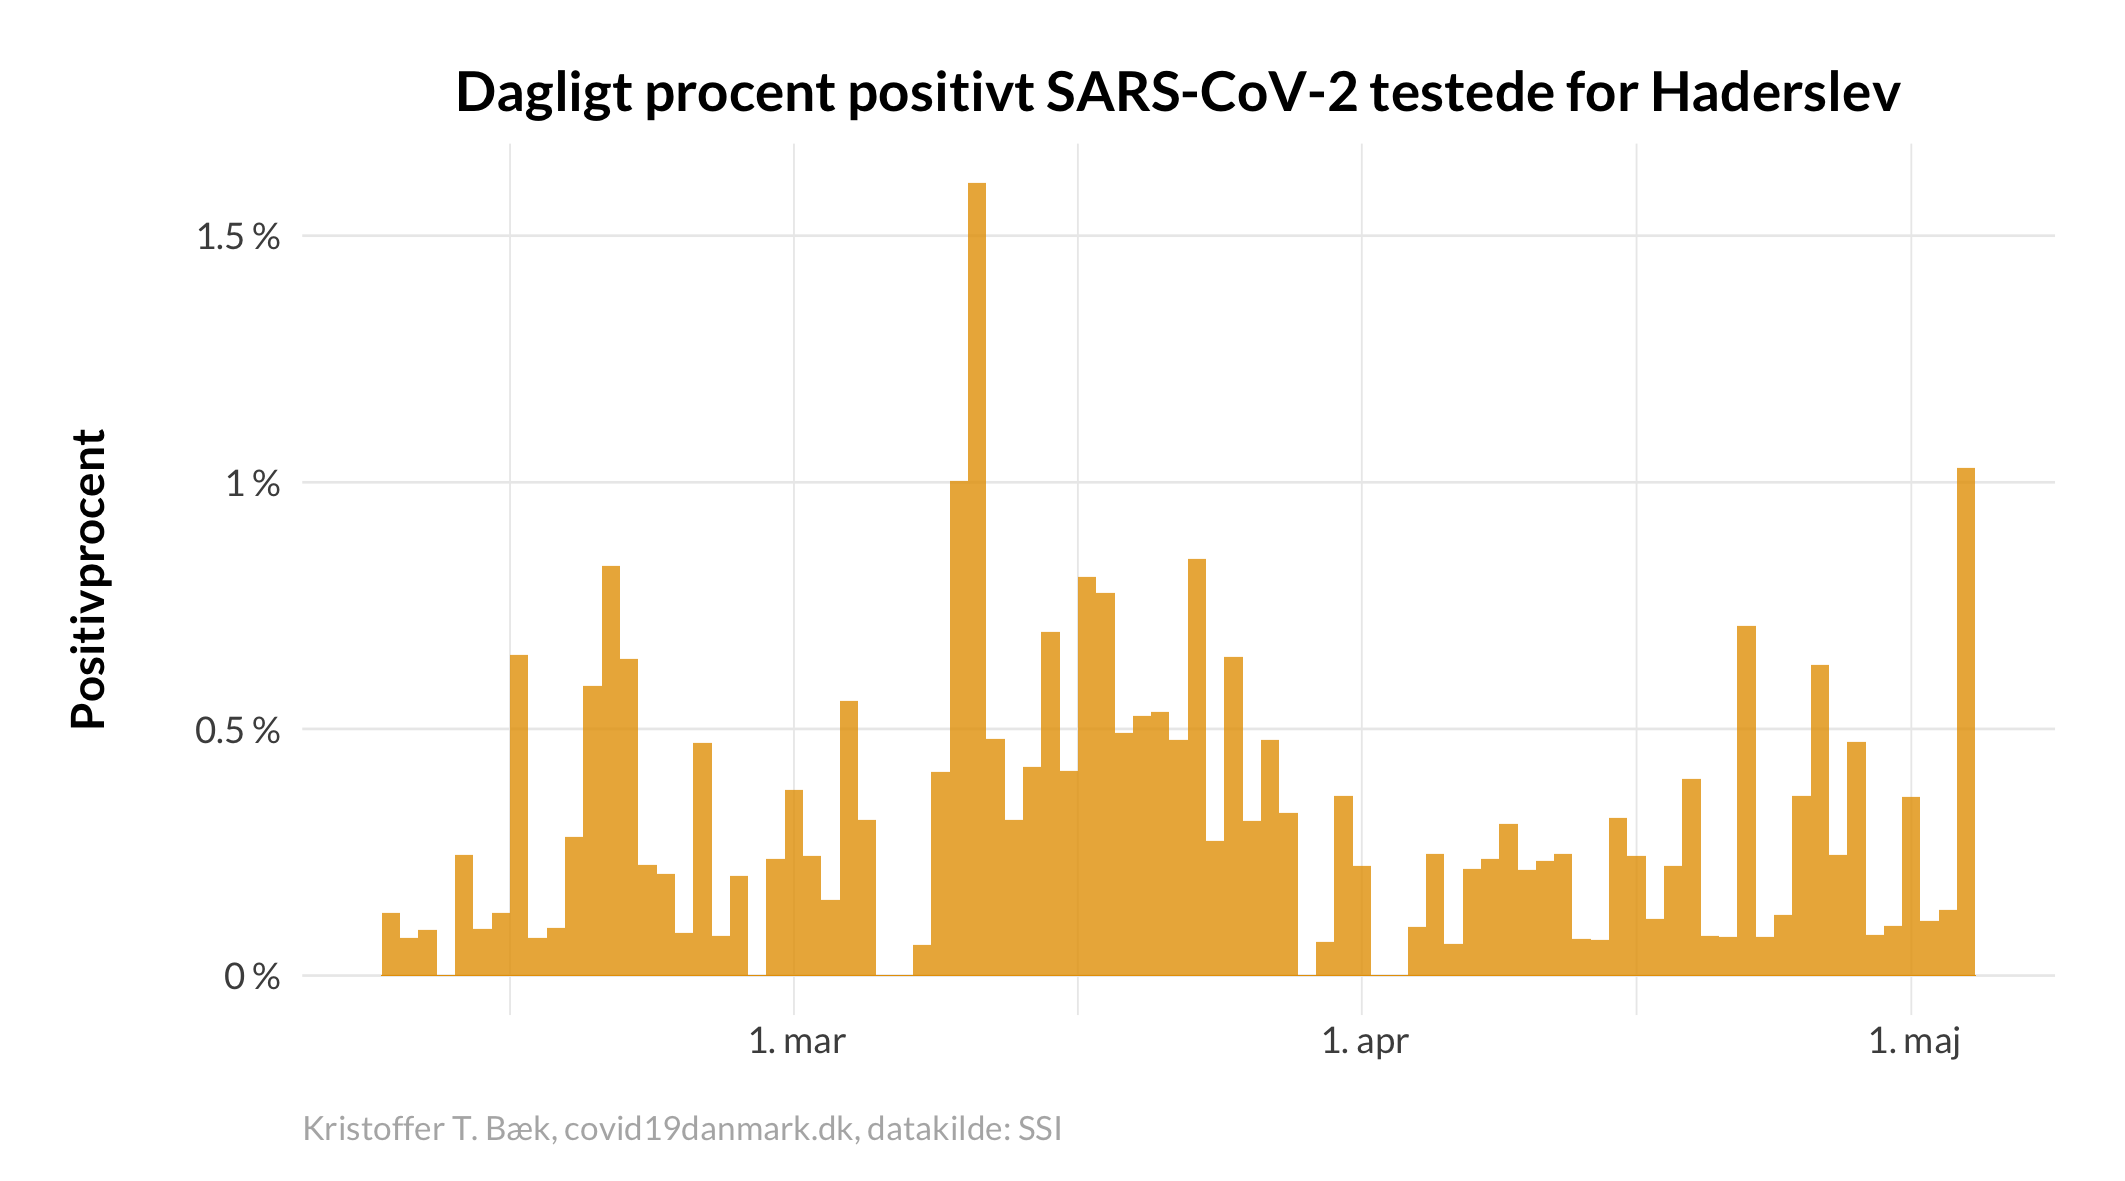 Dagligt procent positivt SARS-CoV-2 testede for Haderslev
Positivprocent
1.5 %
1 %
0.5 %
0 %
1. mar
1. apr
1. maj
Kristoffer T. Bæk, covid19danmark.dk, datakilde: SSI